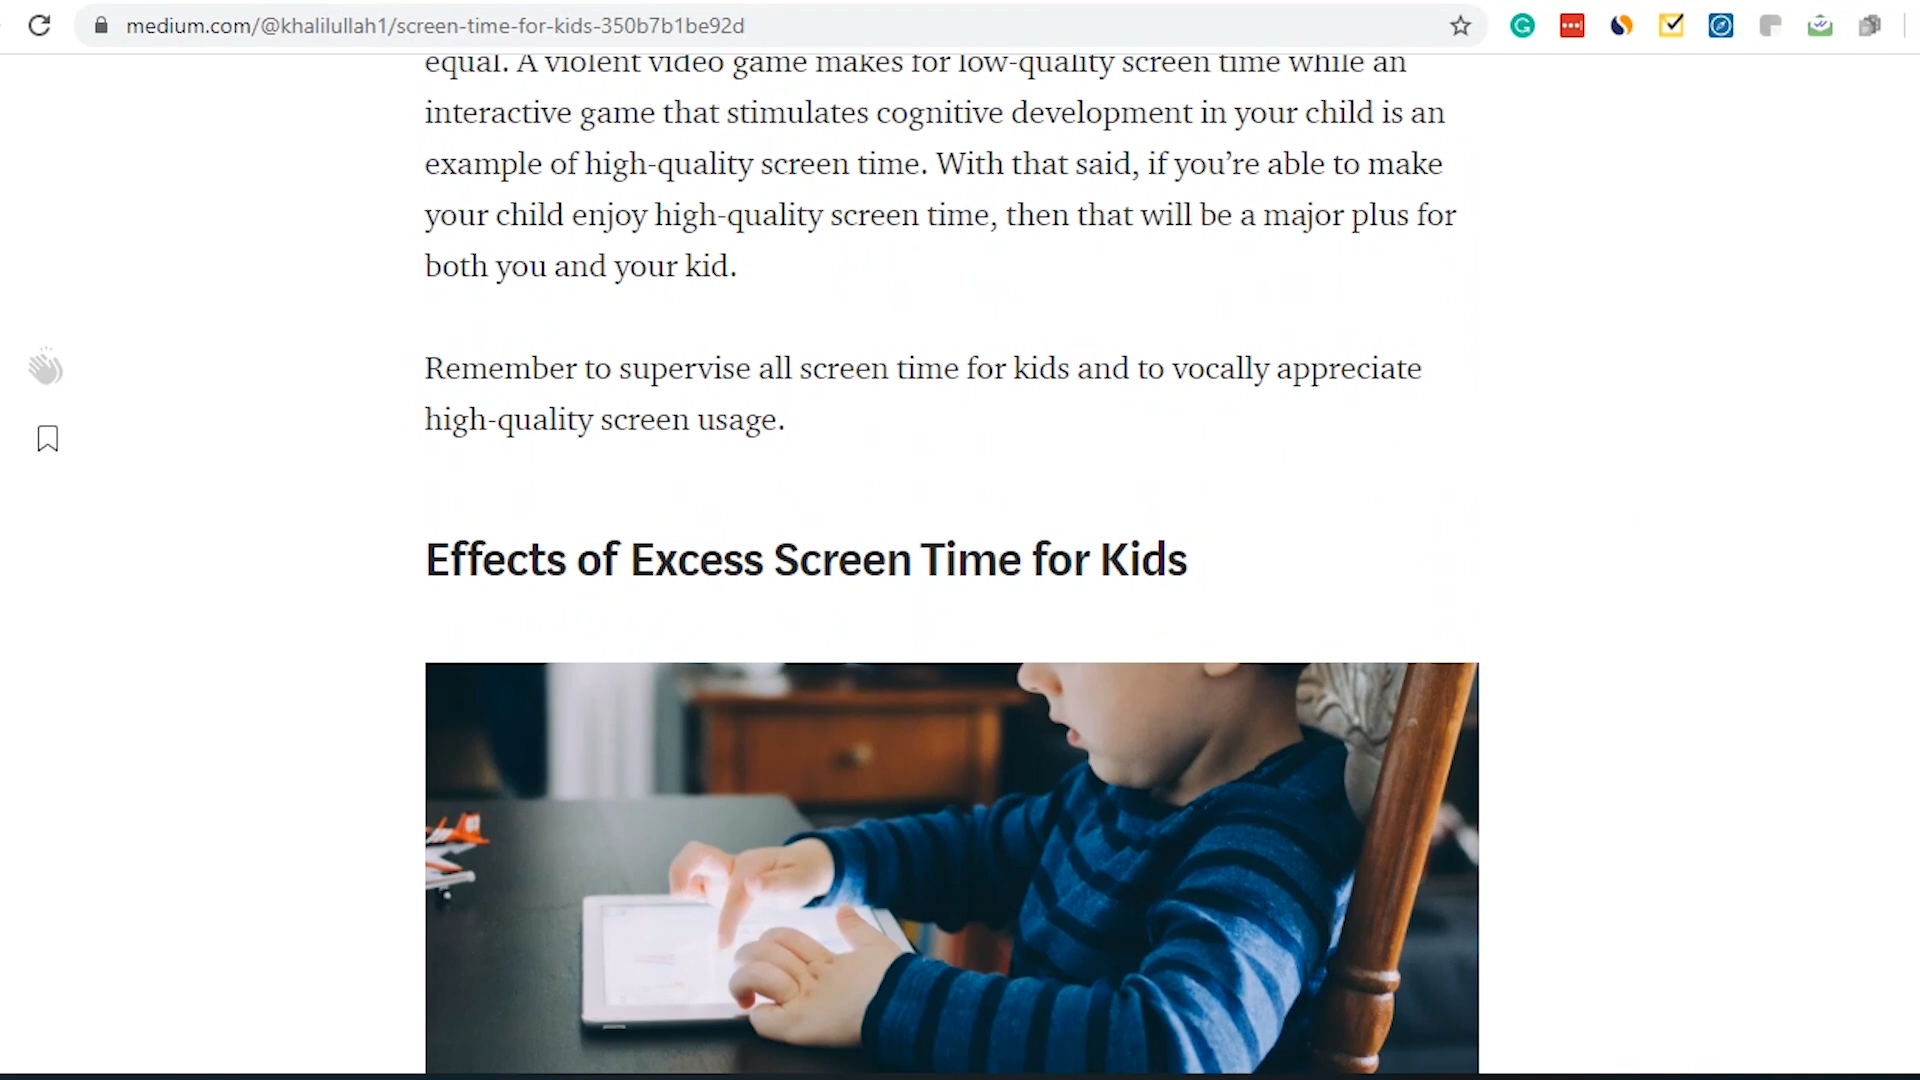 medium.com/@khalilullah1/screen-time-for-kids-350b7b1be92d
equal. A violent video game makes for low-quality screen time while an
interactive game that stimulates cognitive development in your child is an
example of high-quality screen time. With that said, if you’re able to make
your child enjoy high-quality screen time, then that will be a major plus for
both you and your kid.
Remember to supervise all screen time for kids and to vocally appreciate
high-quality screen usage.
Effects of Excess Screen Time for Kids